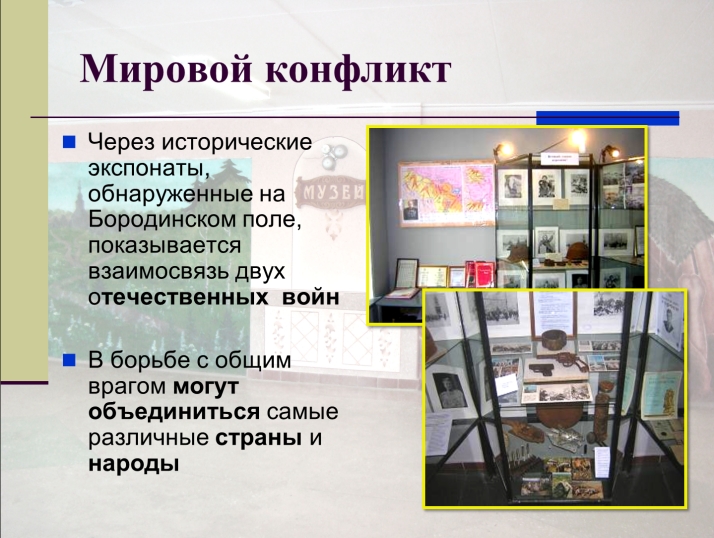 Мировой конфликт
Через исторические
экспонаты,
обнаруженные на
Бородинском поле,
показывается
взаимосвязь двух
отечественных войн
В борьбе с общим
врагом могут
объединиться самые
различные страны и
народы
МУЗЕЙ